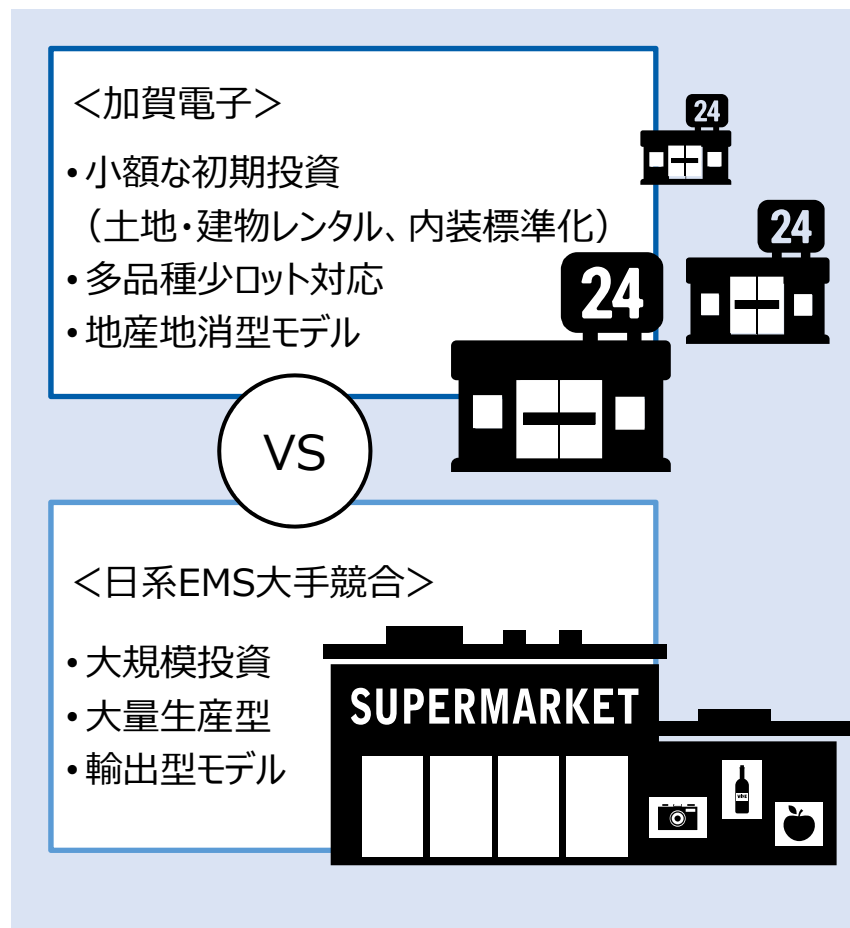 ＜加賀電子＞
•小額な初期投資
（土地・建物レンタル、内装標準化）
•多品種少ロット対応
•地産地消型モデル
24
24
24
VS
＜日系EMS大手競合＞
•大規模投資
•大量生産型
•輸出型モデル
SUPERMARKET